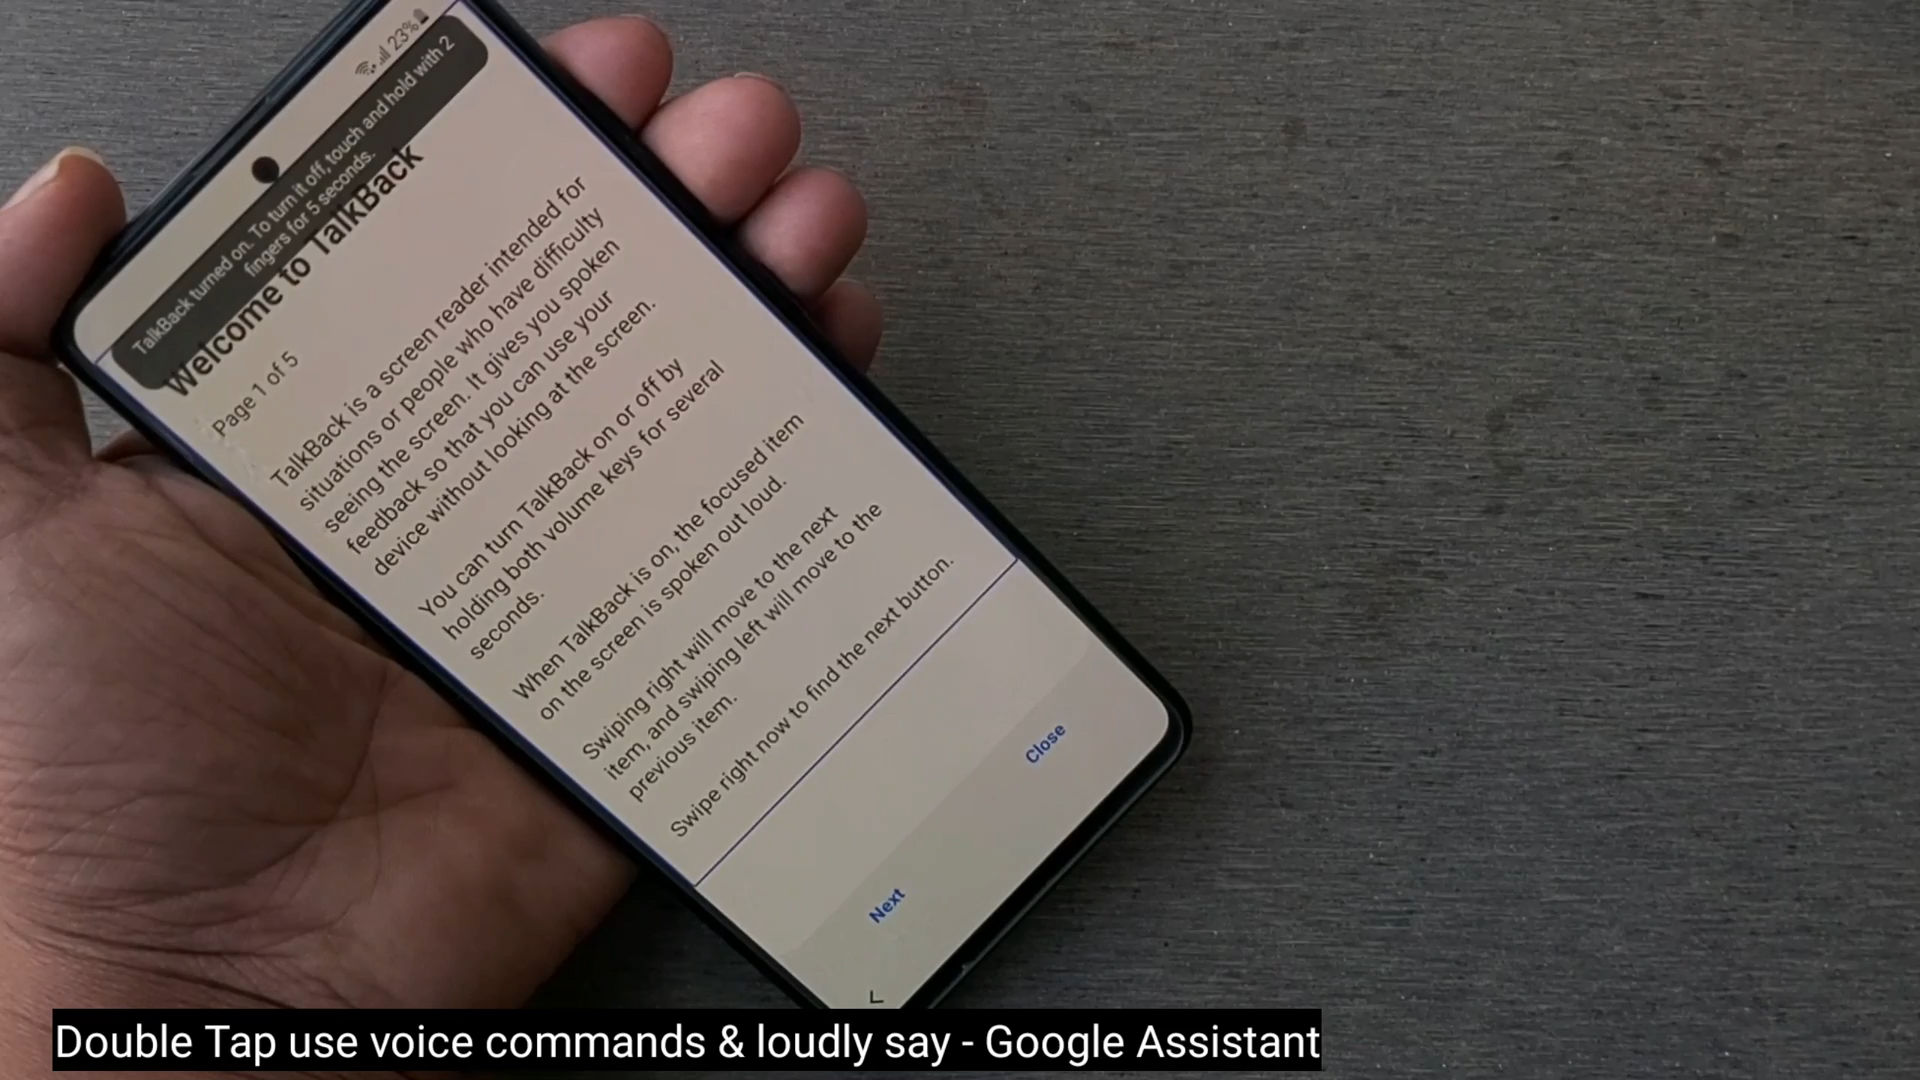 23%
TalkBack turned on. To turn it off, touch and hold with 2
fingers for 5 seconds.
Welcome to TalkBack
Page 1 of 5
TalkBack is a screen reader intended for
situations or people who have difficulty
seeing the screen. It gives you spoken
feedback so that you can use your
device without looking at the screen.
You can turn TalkBack on or off by
holding both volume keys for several
seconds.
When TalkBack is on, the focused item
on the screen is spoken out loud.
Swiping right will move to the next
item, and swiping left will move to the
previous item.
Swipe right now to find the next button.
Close
Next
Double Tap use voice commands & loudly say - Google Assistant